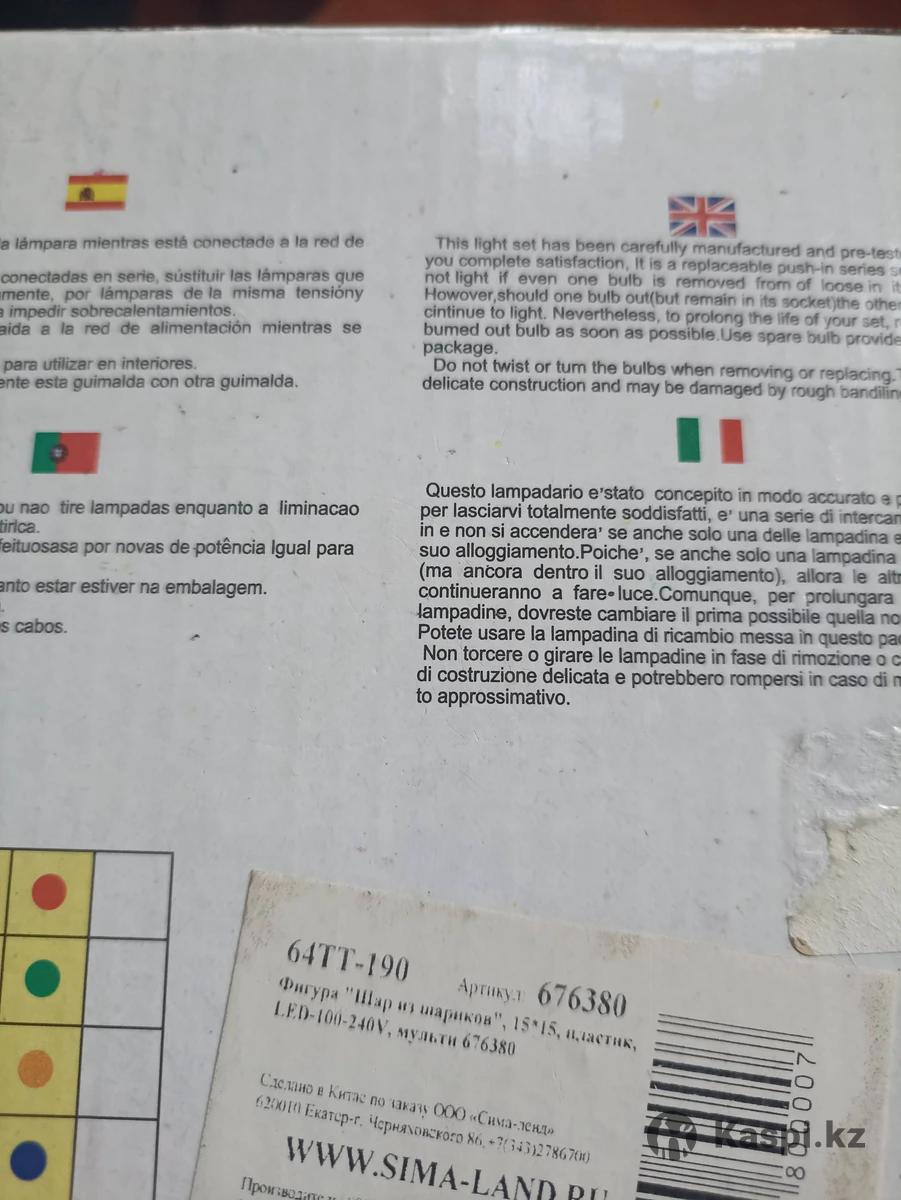 a lámpara mientras está conectade a la red de
conectadas en serie, sústituir las lámparas que
mente, por lámparas de la misma tensióny
impedir sobrecalentamientos.
aida a la red de alimentación mientras se
para utilizar en interiores.
ente esta guimalda con otra guimalda.
This light set has been carefully manufactured and pre-test
you complete satisfaction, It is a replaceable push-in series
not light if even one bulb is removed from of loose in it
Howover,should one bulb out(but remain in its socket)the other
cintinue to light. Nevertheless, to prolong the life of your set, r
bumed out bulb as soon as possible.Use spare bulb provide
package.
Do not twist or tum the bulbs when removing or replacing.
delicate construction and may be damaged by rough bandlin
ou nao tire lampadas enquanto a liminacao
tirica.
feituosasa por novas de potência Igual para
anto estar estiver na embalagem.
s cabos.
Questo lampadario e'stato concepito in modo accurato e p
per lasciarvi totalmente soddisfatti, e' una serie di intercam
in e non si accendera' se anche solo una delle lampadina e
suo alloggiamento.Poiche', se anche solo una lampadina
(ma ancora dentro il suo alloggiamento), allora le altr
continueranno a fare luce.Comunque, per prolungara
lampadine, dovreste cambiare il prima possibile quella no
Potete usare la lampadina di ricambio messa in questo pa
Non torcere o girare le lampadine in fase di rimozione o c
di costruzione delicata e potrebbero rompersi in caso di m
to approssimativo.
64TT-190
Артикул 676380
Фигура "Шар из шариков", 15*15, пластик,
LED-100-240V, мульти 676380
Сделано в Китае по заказу ООО «Сима-ленд»
620010 Екатер-г, Черняховского 86, +7(343)2786700
WWW.SIMA-LAND.RU
800007
Kaspi.kz